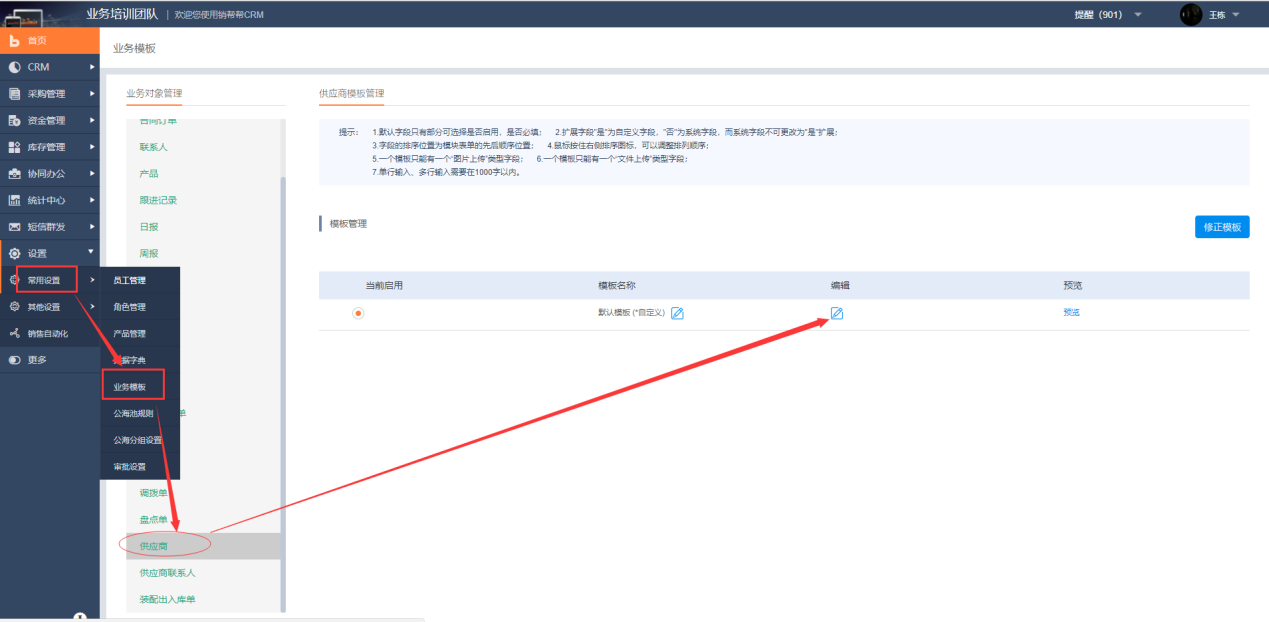 业务培训团队 | 欢迎您使用销帮帮CRM
提醒 (901)
王栋
首页
CRM
采购管理
资金管理
库存管理
协同办公
统计中心
短信群发
设置
常用设置
其他设置
销售自动化
更多
员工管理
角色管理
产品管理
据字典
业务模板
公海池规则
公海分组设置
审批设置
业务模板
业务对象管理
合同订单
联系人
产品
跟进记录
日报
周报
单
调拨单
盘点单
供应商
供应商联系人
装配出入库单
供应商模板管理
提示: 1.默认字段只有部分可选择是否启用，是否必填； 2.扩展字段"是"为自定义字段，"否"为系统字段，而系统字段不可更改为"是"扩展；
3.字段的排序位置为模块表单的先后顺序位置； 4.鼠标按住右侧排序图标，可以调整排列顺序；
5.一个模板只能有一个"图片上传"类型字段； 6.一个模板只能有一个"文件上传"类型字段；
7.单行输入、多行输入需要在1000字以内。
模板管理
修正模板
当前启用 模板名称 编辑 预览
默认模板 (*自定义) 预览